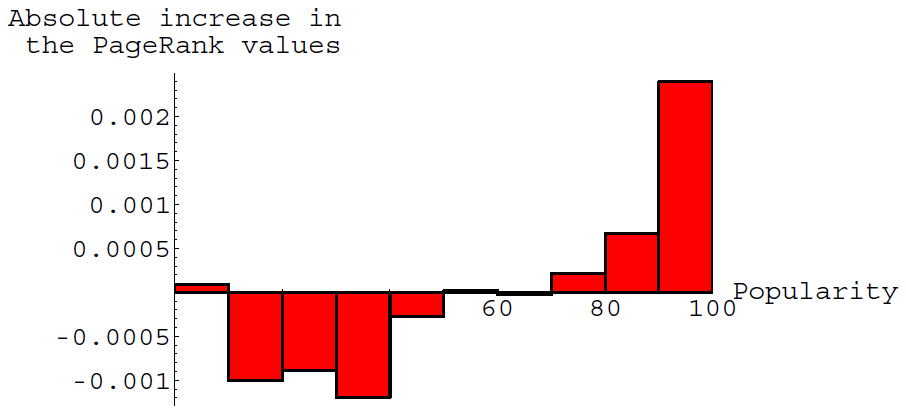 Absolute increase in
the PageRank values
0.002
0.0015
0.001
0.0005
Popularity
60 80 100
-0.0005
-0.001